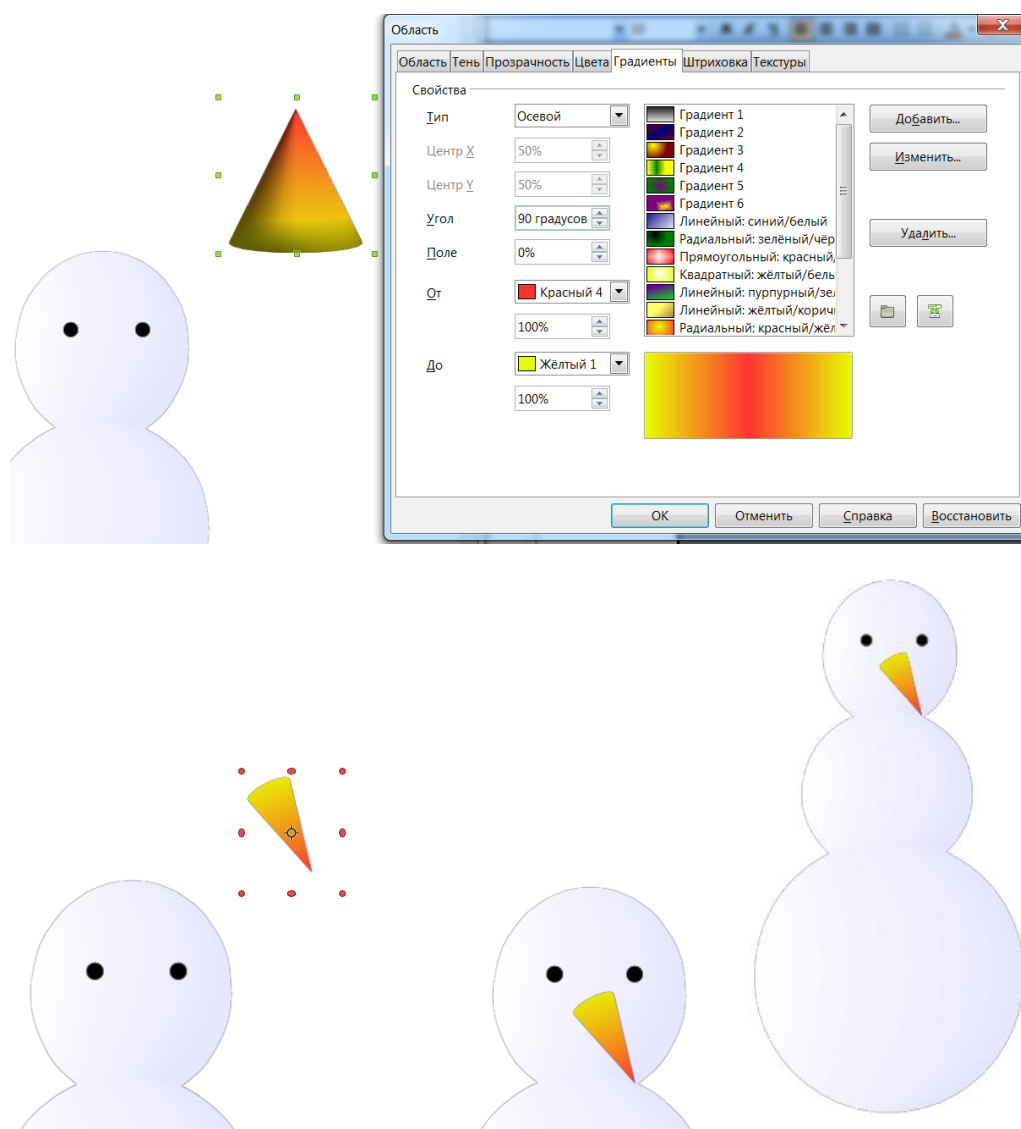 Область
10
Область Тень Прозрачность Цвета Градиенты Штриховка Текстуры
Свойства
Тип Осевой
Центр X 50%
Центр Y 50%
Угол 90 градусов
Поле 0%
От Красный 4
100%
До Жёлтый 1
100%
Градиент 1
Градиент 2
Градиент 3
Градиент 4
Градиент 5
Градиент 6
Линейный: синий/белый
Радиальный: зелёный/чёр
Прямоугольный: красный/
Квадратный: жёлтый/белы
Линейный: пурпурный/зел
Линейный: жёлтый/коричн
Радиальный: красный/жёл
Добавить...
Изменить...
Удалить...
OK Отменить Справка Восстановить